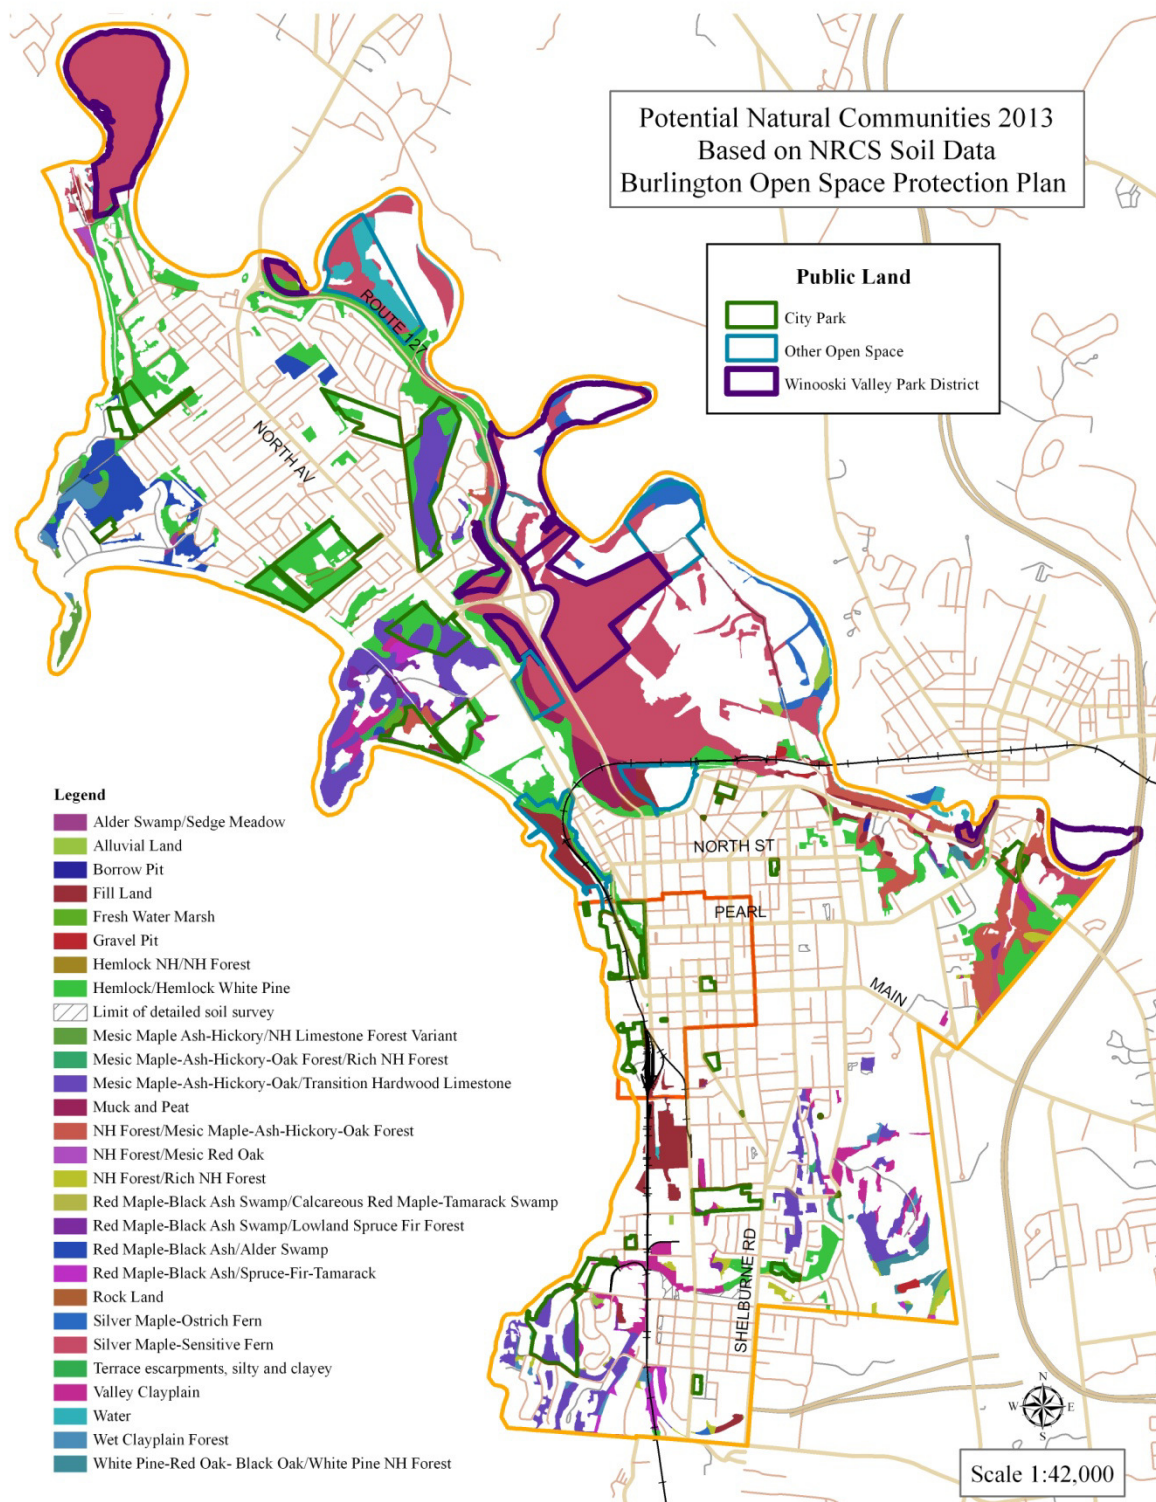 Potential Natural Communities 2013
Based on NRCS Soil Data
Burlington Open Space Protection Plan
Public Land
City Park
Other Open Space
Winooski Valley Park District
ROUTE 127
NORTH AV
NORTH ST
PEARL
MAIN
SHELBURNE RD
Legend
Alder Swamp/Sedge Meadow
Alluvial Land
Borrow Pit
Fill Land
Fresh Water Marsh
Gravel Pit
Hemlock NH/NH Forest
Hemlock/Hemlock White Pine
Limit of detailed soil survey
Mesic Maple Ash-Hickory/NH Limestone Forest Variant
Mesic Maple-Ash-Hickory-Oak Forest/Rich NH Forest
Mesic Maple-Ash-Hickory-Oak/Transition Hardwood Limestone
Muck and Peat
NH Forest/Mesic Maple-Ash-Hickory-Oak Forest
NH Forest/Mesic Red Oak
NH Forest/Rich NH Forest
Red Maple-Black Ash Swamp/Calcareous Red Maple-Tamarack Swamp
Red Maple-Black Ash Swamp/Lowland Spruce Fir Forest
Red Maple-Black Ash/Alder Swamp
Red Maple-Black Ash/Spruce-Fir-Tamarack
Rock Land
Silver Maple-Ostrich Fern
Silver Maple-Sensitive Fern
Terrace escarpments, silty and clayey
Valley Clayplain
Water
Wet Clayplain Forest
White Pine-Red Oak- Black Oak/White Pine NH Forest
N
W E
S
Scale 1:42,000